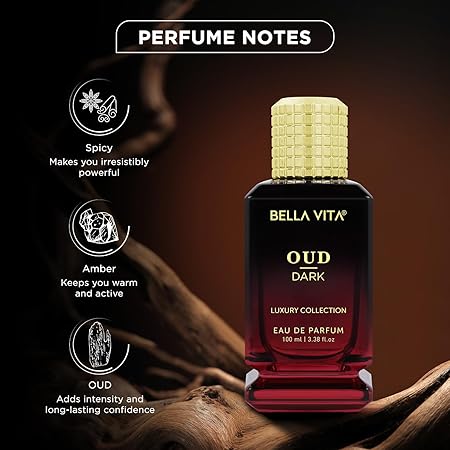 PERFUME NOTES
Spicy
Makes you irresistibly
powerful
Amber
Keeps you warm
and active
OUD
Adds intensity and
long-lasting confidence
BELLA VITA®
OUD
DARK
LUXURY COLLECTION
EAU DE PARFUM
100 ml | 3.38 fl.oz